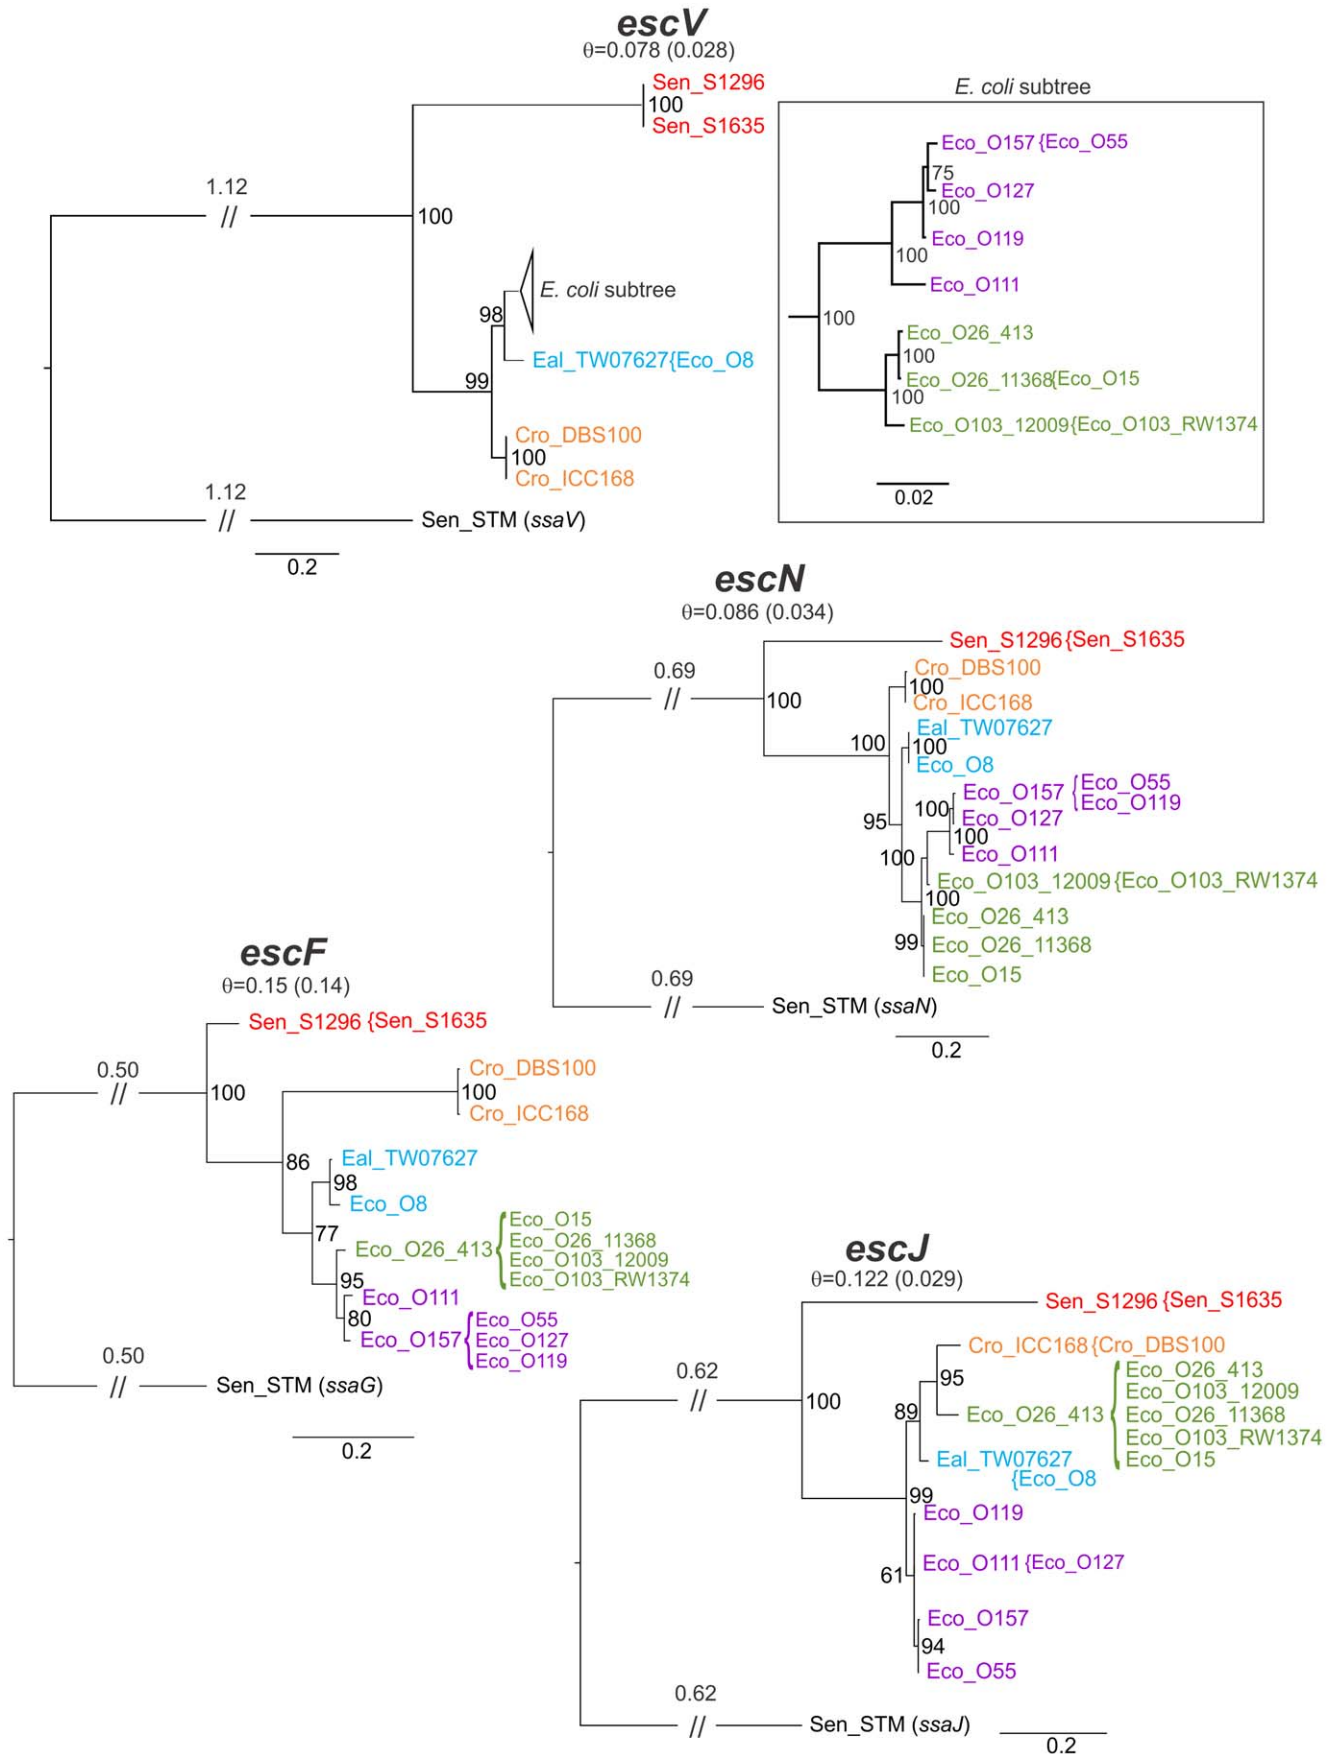 escV
θ=0.078 (0.028)
Sen_S1296
100
Sen_S1635
1.12
100
E. coli subtree
98
Eal_TW07627{Eco_O8
99
Cro_DBS100
100
Cro_ICC168
1.12
Sen_STM (ssaV)
0.2
E. coli subtree
Eco_O157{Eco_O55
75
Eco_O127
100
Eco_O119
100
Eco_O111
100
Eco_O26_413
100
Eco_O26_11368{Eco_O15
100
Eco_O103_12009{Eco_O103_RW1374
0.02
escN
θ=0.086 (0.034)
Sen_S1296{Sen_S1635
0.69
100
Cro_DBS100
100
Cro_ICC168
100
Eal_TW07627
100
Eco_O8
Eco_O157 { Eco_O55
Eco_O119
100
Eco_O127
95
100
Eco_O111
100
Eco_O103_12009{Eco_O103_RW1374
100
Eco_O26_413
99
Eco_O26_11368
Eco_O15
0.69
Sen_STM (ssaN)
0.2
escF
θ=0.15 (0.14)
Sen_S1296 {Sen_S1635
0.50
100
Cro_DBS100
100
Cro_ICC168
86
Eal_TW07627
98
Eco_O8
77
Eco_O26_413 { Eco_O15
Eco_O26_11368
Eco_O103_12009
Eco_O103_RW1374
95
Eco_O111
80
Eco_O157 { Eco_O55
Eco_O127
Eco_O119
0.50
Sen_STM (ssaG)
0.2
escJ
θ=0.122 (0.029)
Sen_S1296 {Sen_S1635
0.62
100
Cro_ICC168{Cro_DBS100
95
89
Eco_O26_413 { Eco_O26_413
Eco_O103_12009
Eco_O26_11368
Eco_O103_RW1374
Eco_O15
Eal_TW07627
{Eco_O8
99
Eco_O119
Eco_O111{Eco_O127
61
Eco_O157
94
Eco_O55
0.62
Sen_STM (ssaJ)
0.2